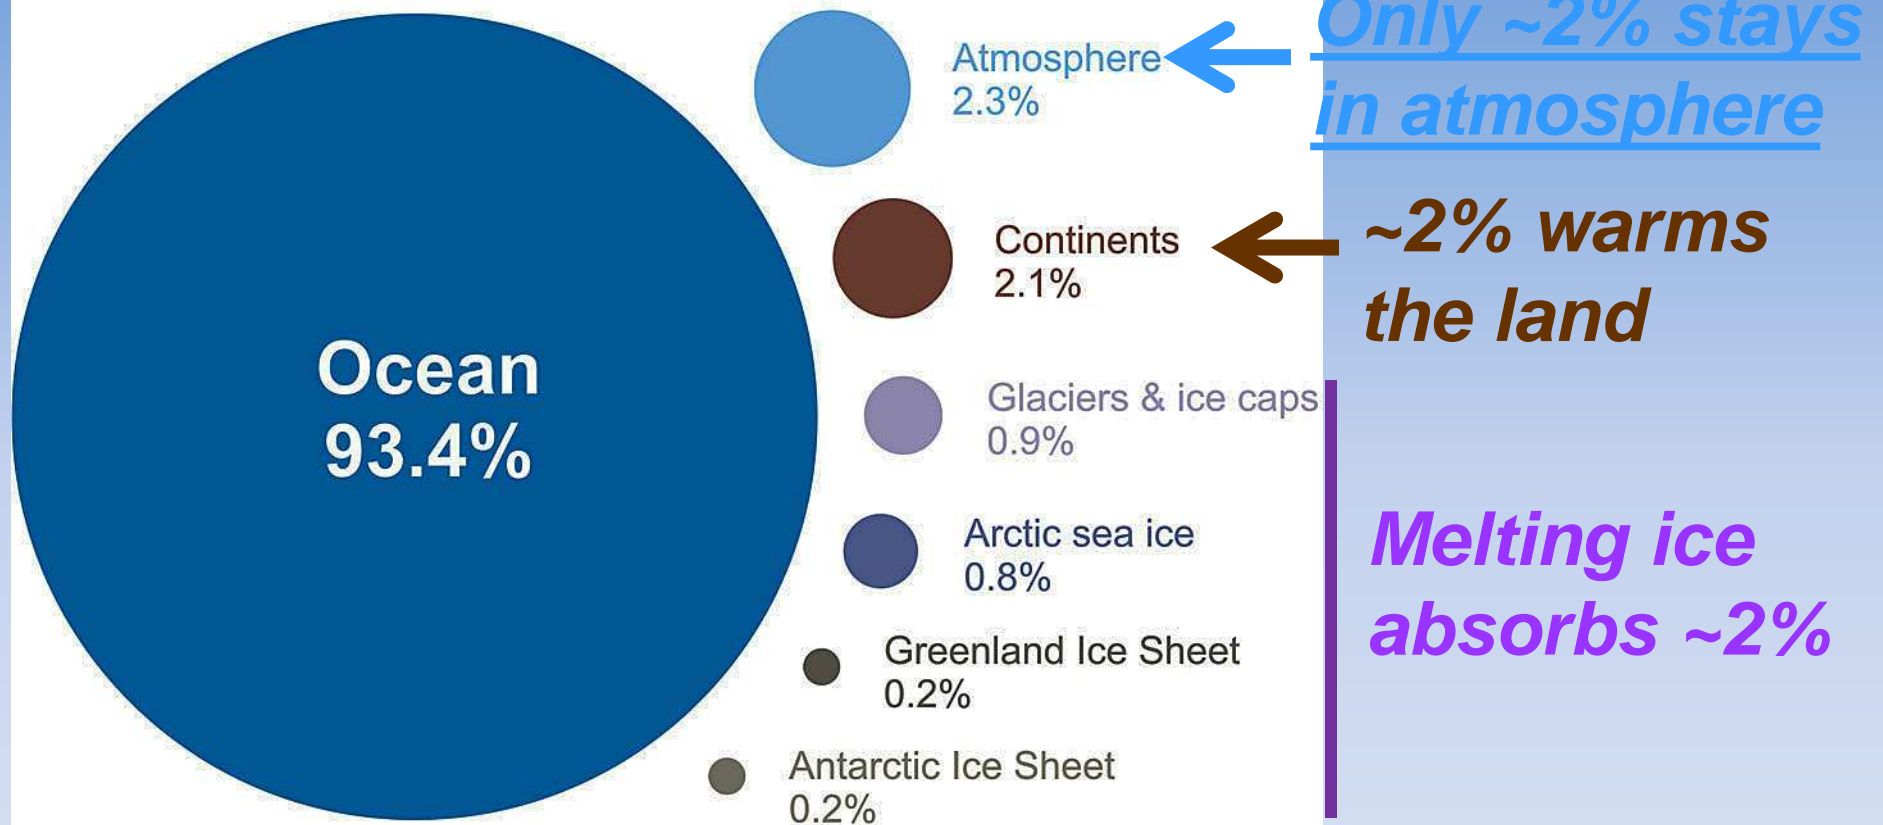 Ocean
93.4%
Atmosphere
2.3%
Only ~2% stays
in atmosphere
Continents
2.1%
~2% warms
the land
Glaciers & ice caps
0.9%
Arctic sea ice
0.8%
Greenland Ice Sheet
0.2%
Antarctic Ice Sheet
0.2%
Melting ice
absorbs ~2%